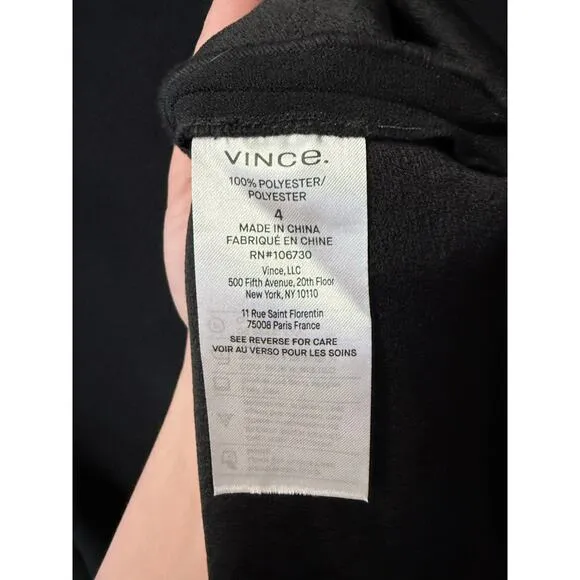 VINCE.
100% POLYESTER/
POLYESTER
4
MADE IN CHINA
FABRIQUÉ EN CHINE
RN#106730
Vince, LLC
500 Fifth Avenue, 20th Floor
New York, NY 10110
11 Rue Saint Florentin
75008 Paris France
SEE REVERSE FOR CARE
VOIR AU VERSO POUR LES SOINS